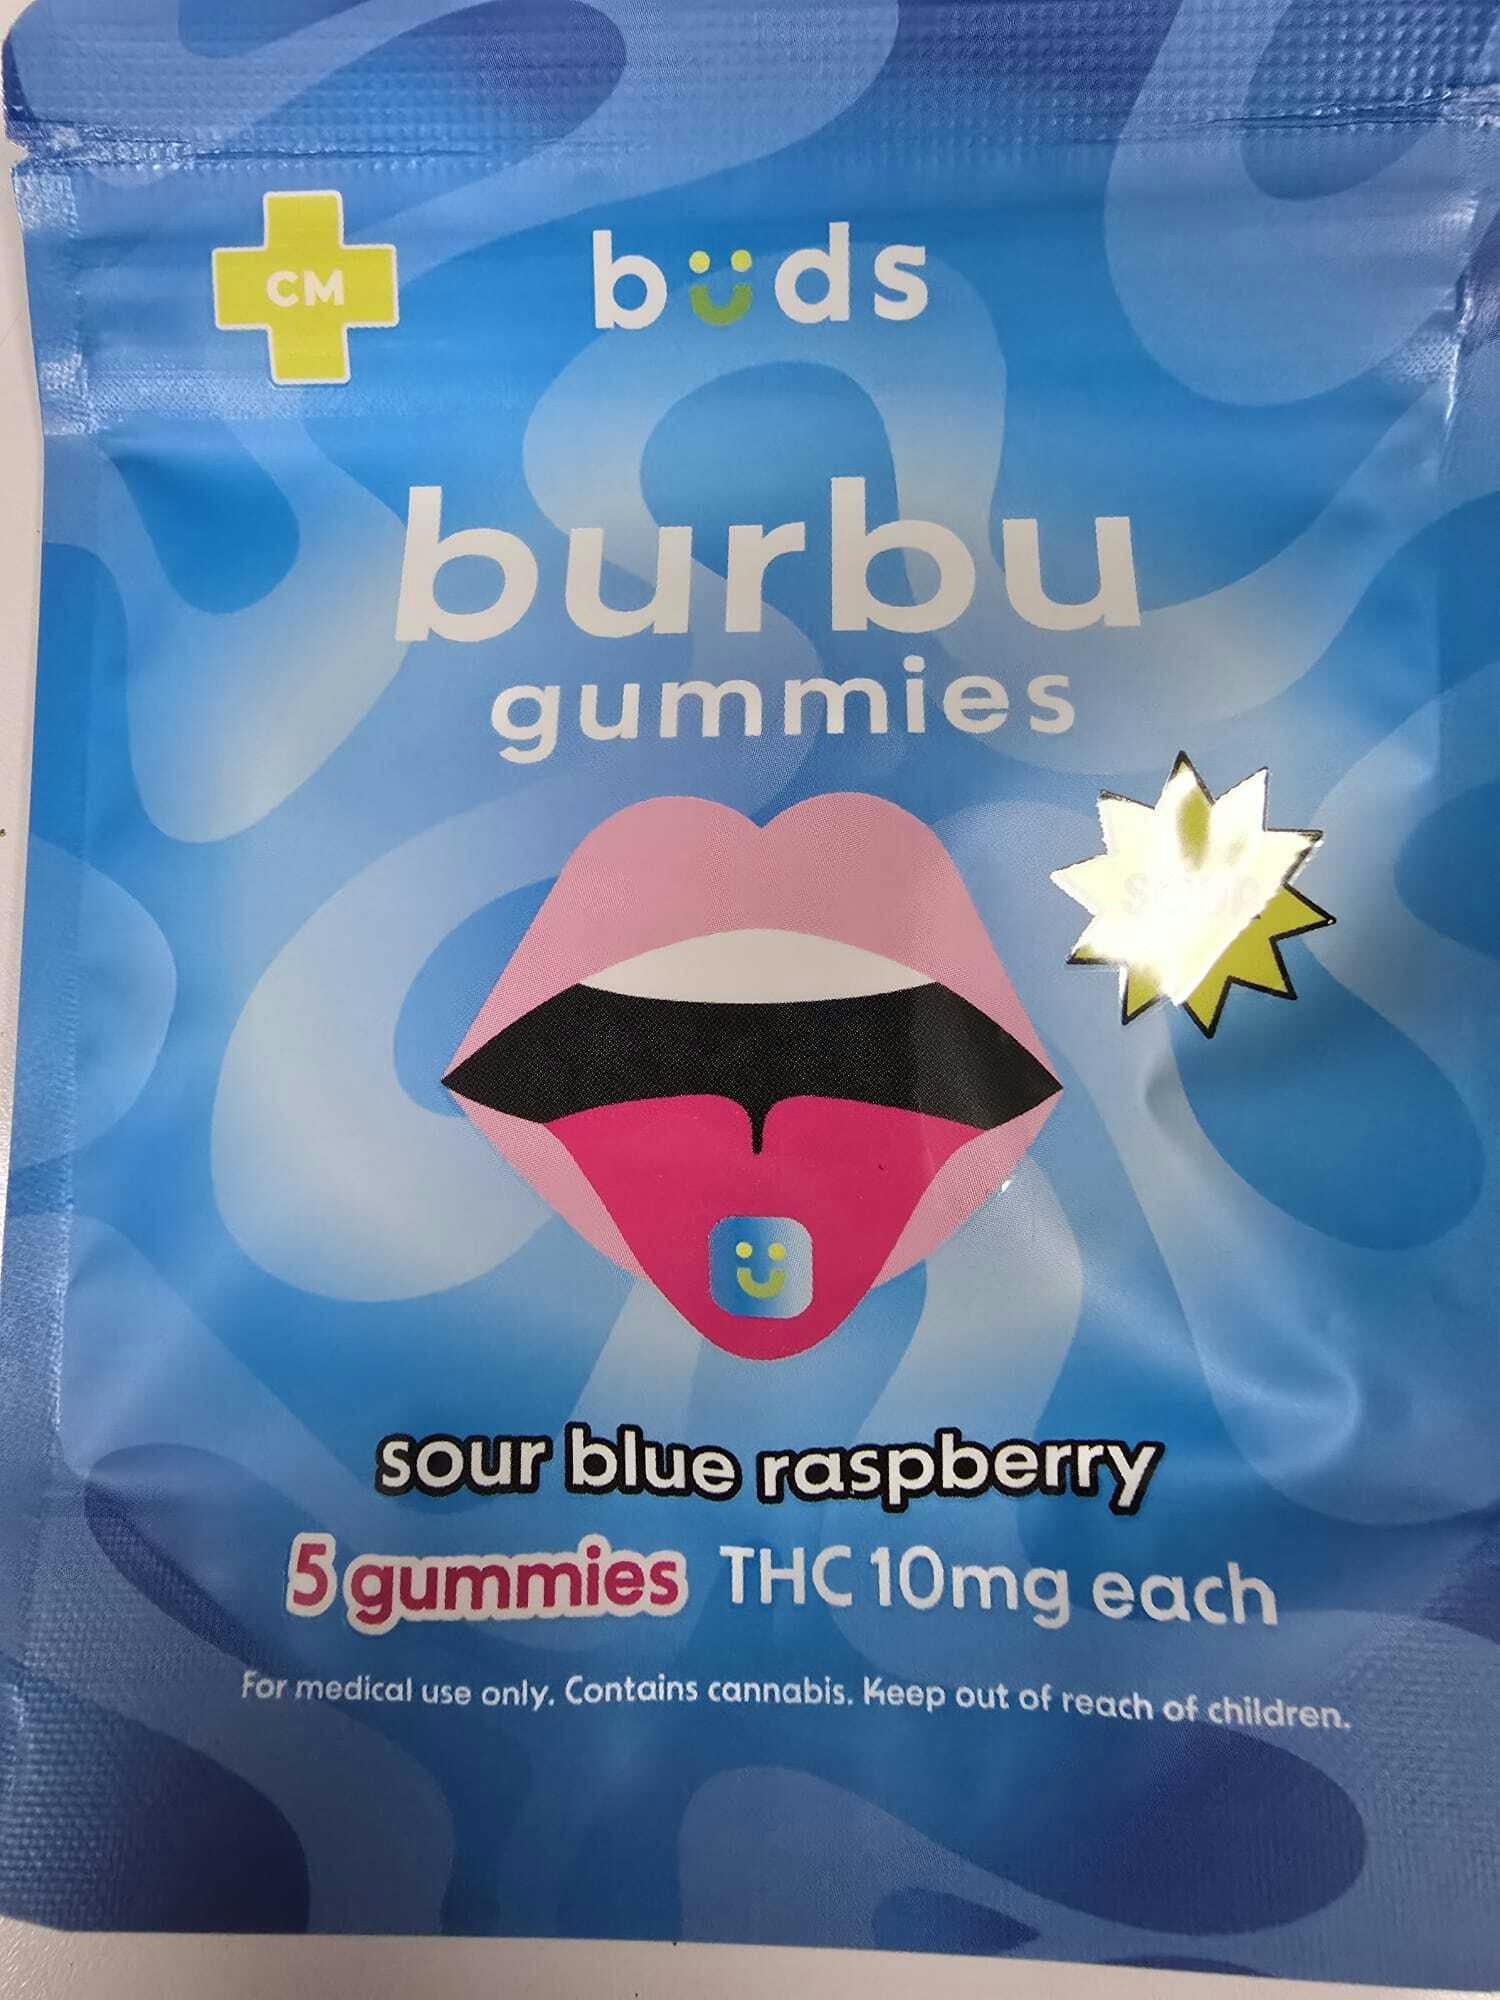 CM
büds
burbu
gummies
sour blue raspberry
5 gummies THC 10mg each
For medical use only. Contains cannabis. Keep out of reach of children.